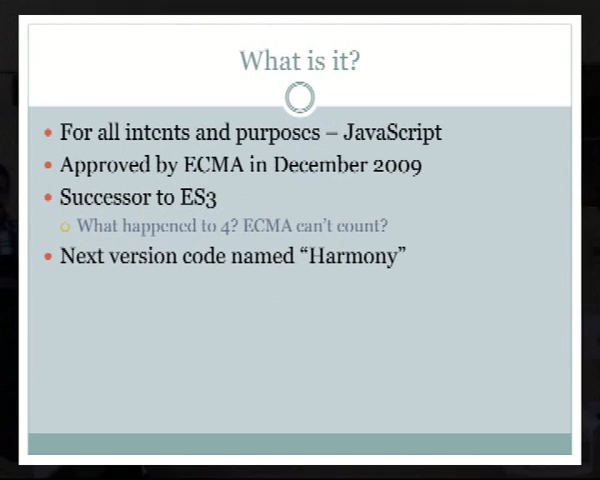 What is it?
For all intents and purposes – JavaScript
Approved by ECMA in December 2009
Successor to ES3
What happened to 4? ECMA can't count?
Next version code named “Harmony”